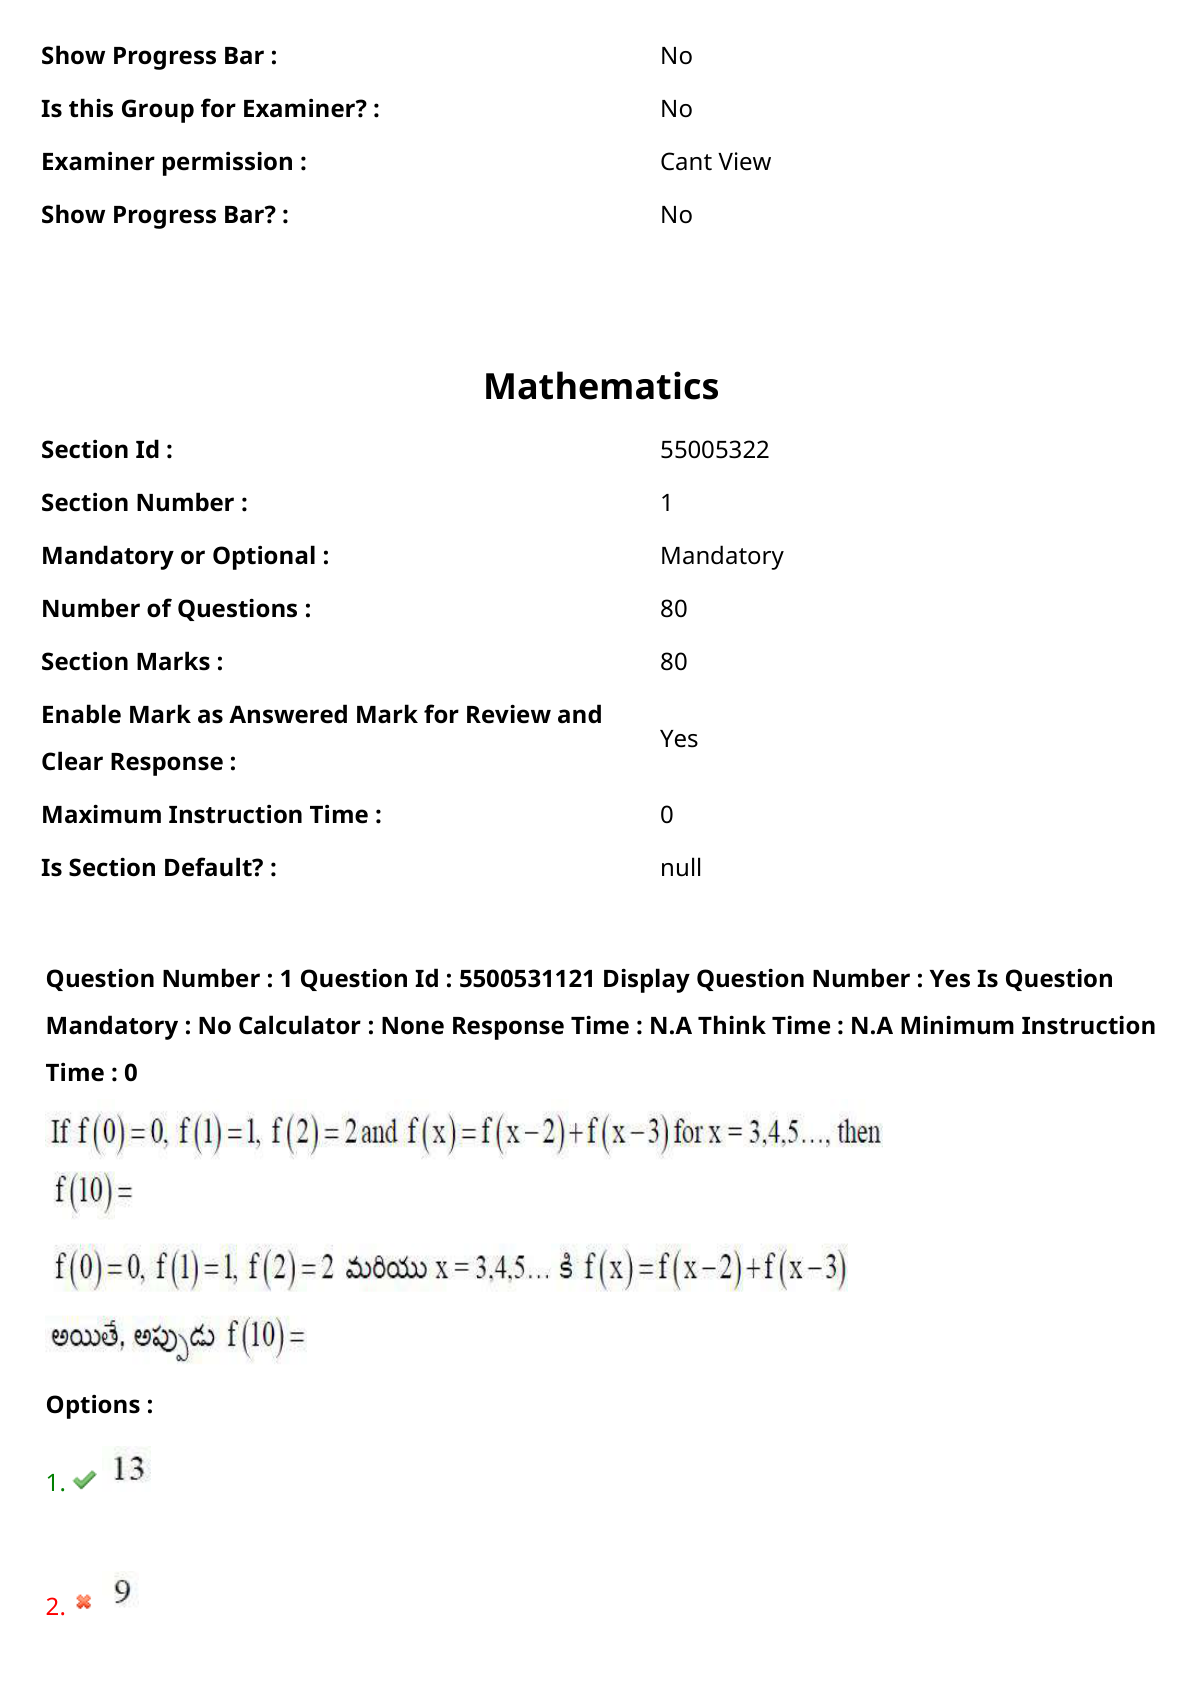 Show Progress Bar : No
Is this Group for Examiner? : No
Examiner permission : Cant View
Show Progress Bar? : No
Mathematics
Section Id : 55005322
Section Number : 1
Mandatory or Optional : Mandatory
Number of Questions : 80
Section Marks : 80
Enable Mark as Answered Mark for Review and
Clear Response : Yes
Maximum Instruction Time : 0
Is Section Default? : null
Question Number : 1 Question Id : 5500531121 Display Question Number : Yes Is Question
Mandatory : No Calculator : None Response Time : N.A Think Time : N.A Minimum Instruction
Time : 0
If f(0)=0, f(1)=1, f(2)=2 and f(x)=f(x−2)+f(x−3) for x = 3,4,5…, then
f(10)=
f(0)=0, f(1)=1, f(2)=2 మరియు x = 3,4,5… కి f(x)=f(x−2)+f(x−3)
అయితే, అప్పుడు f(10)=
Options :
1. 13
2. 9